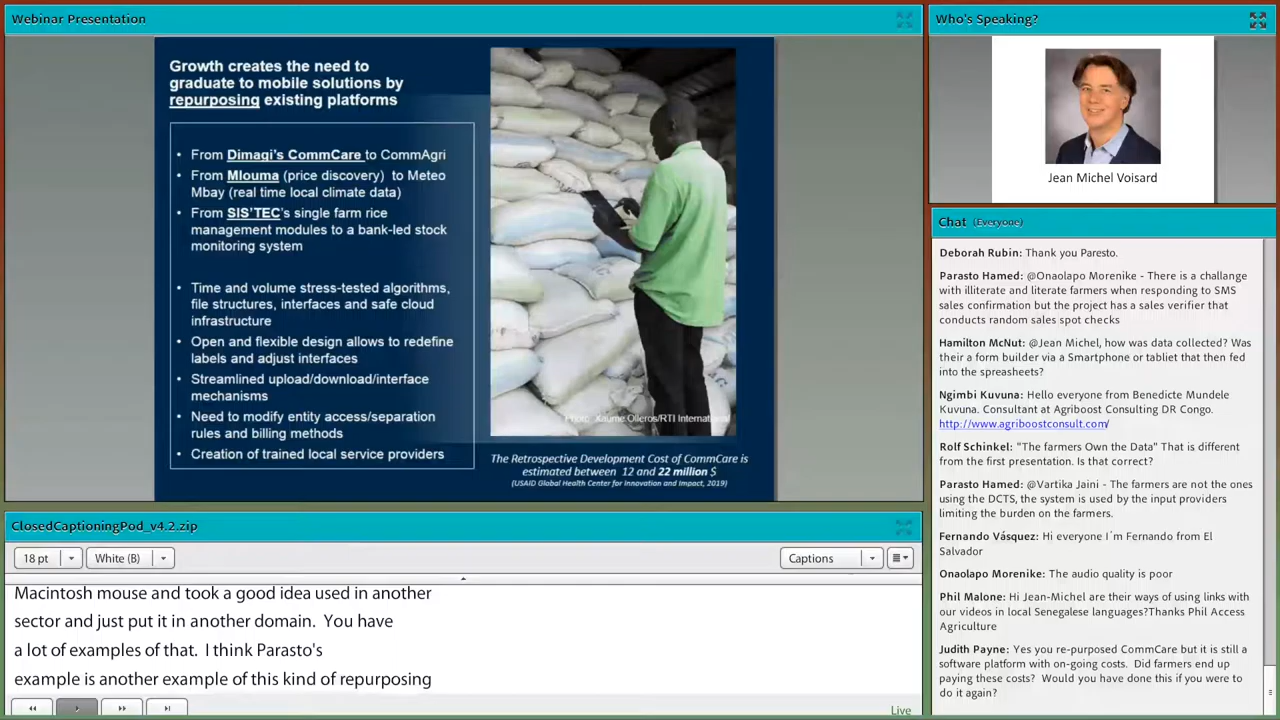 Webinar Presentation
Growth creates the need to
graduate to mobile solutions by
repurposing existing platforms
• From Dimagi's CommCare to CommAgri
• From Mlouma (price discovery) to Meteo
Mbay (real time local climate data)
• From SIS'TEC's single farm rice
management modules to a bank-led stock
monitoring system
• Time and volume stress-tested algorithms,
file structures, interfaces and safe cloud
infrastructure
• Open and flexible design allows to redefine
labels and adjust interfaces
• Streamlined upload/download/interface
mechanisms
• Need to modify entity access/separation
rules and billing methods
• Creation of trained local service providers
Photo: Xaume Olleros/RTI International
The Retrospective Development Cost of CommCare is
estimated between 12 and 22 million $
(USAID Global Health Center for Innovation and Impact, 2019)
ClosedCaptioningPod_v4.2.zip
18 pt
White (B)
Captions
Macintosh mouse and took a good idea used in another
sector and just put it in another domain. You have
a lot of examples of that. I think Parasto's
example is another example of this kind of repurposing
Live
Who's Speaking?
Jean Michel Voisard
Chat (Everyone)
Deborah Rubin: Thank you Paresto.
Parasto Hamed: @Onaolapo Morenike - There is a challange
with illiterate and literate farmers when responding to SMS
sales confirmation but the project has a sales verifier that
conducts random sales spot checks
Hamilton McNut: @Jean Michel, how was data collected? Was
their a form builder via a Smartphone or tabliet that then fed
into the spreasheets?
Ngimbi Kuvuna: Hello everyone from Benedicte Mundele
Kuvuna. Consultant at Agriboost Consulting DR Congo.
http://www.agriboostconsult.com/
Rolf Schinkel: "The farmers Own the Data" That is different
from the first presentation. Is that correct?
Parasto Hamed: @Vartika Jaini - The farmers are not the ones
using the DCTS, the system is used by the input providers
limiting the burden on the farmers.
Fernando Vásquez: Hi everyone I´m Fernando from El
Salvador
Onaolapo Morenike: The audio quality is poor
Phil Malone: Hi Jean-Michel are their ways of using links with
our videos in local Senegalese languages?Thanks Phil Access
Agriculture
Judith Payne: Yes you re-purposed CommCare but it is still a
software platform with on-going costs. Did farmers end up
paying these costs? Would you have done this if you were to
do it again?